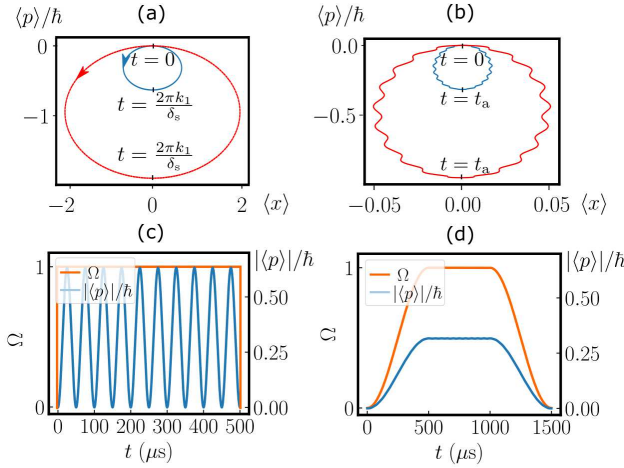 (a)
(b)
⟨p⟩/ħ
⟨p⟩/ħ
0
−1
t = 0
t = 2πk₁/δₛ
t = 2πk₁/δₛ
−2 0 2 ⟨x⟩
0.0
−0.5
t = 0
t = tₐ
t = tₐ
−0.05 0.00 0.05 ⟨x⟩
(c)
(d)
|⟨p⟩|/ħ
|⟨p⟩|/ħ
Ω
|⟨p⟩|/ħ
1
0
Ω
0.50
0.25
0.00
0 100 200 300 400 500
t (μs)
Ω
|⟨p⟩|/ħ
1
0
Ω
0.50
0.25
0.00
0 500 1000 1500
t (μs)